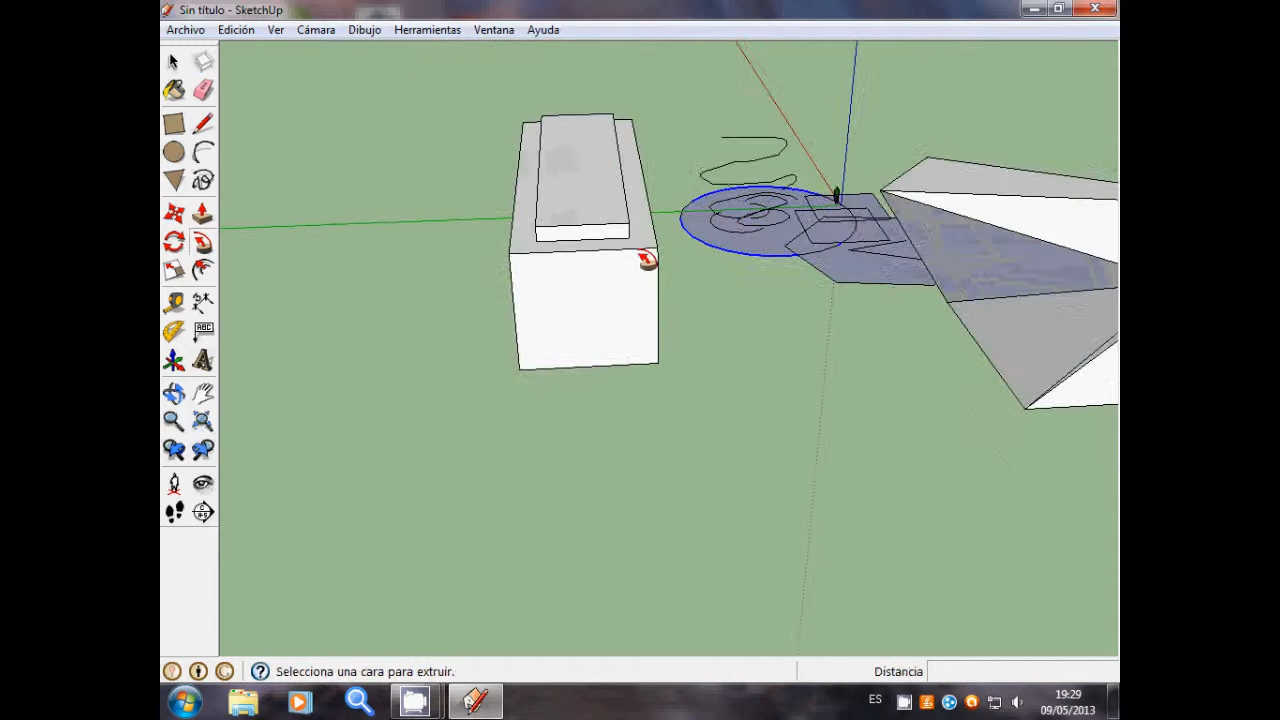 Sin título - SketchUp
Archivo Edición Ver Cámara Dibujo Herramientas Ventana Ayuda
ABC
A
Selecciona una cara para extruir.
Distancia
ES
19:29
09/05/2013